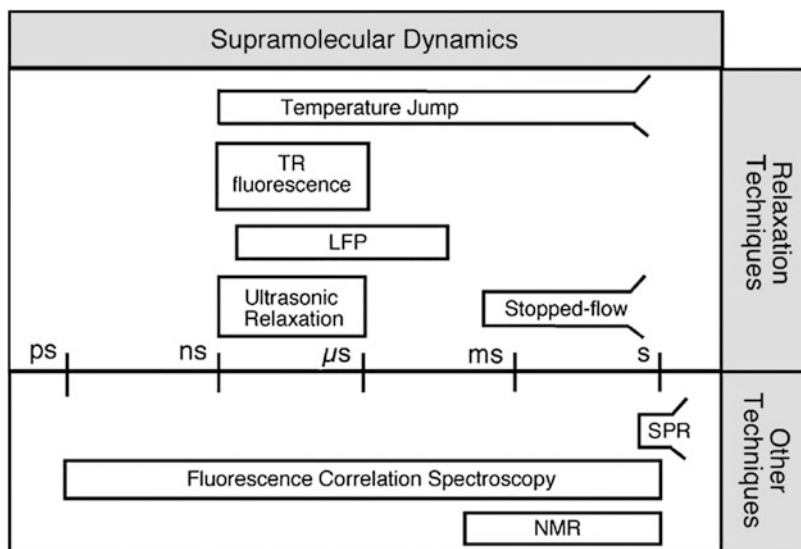 Supramolecular Dynamics
Temperature Jump
TR
fluorescence
LFP
Ultrasonic
Relaxation
Stopped-flow
Relaxation
Techniques
ps
ns
µs
ms
s
SPR
Fluorescence Correlation Spectroscopy
NMR
Other
Techniques